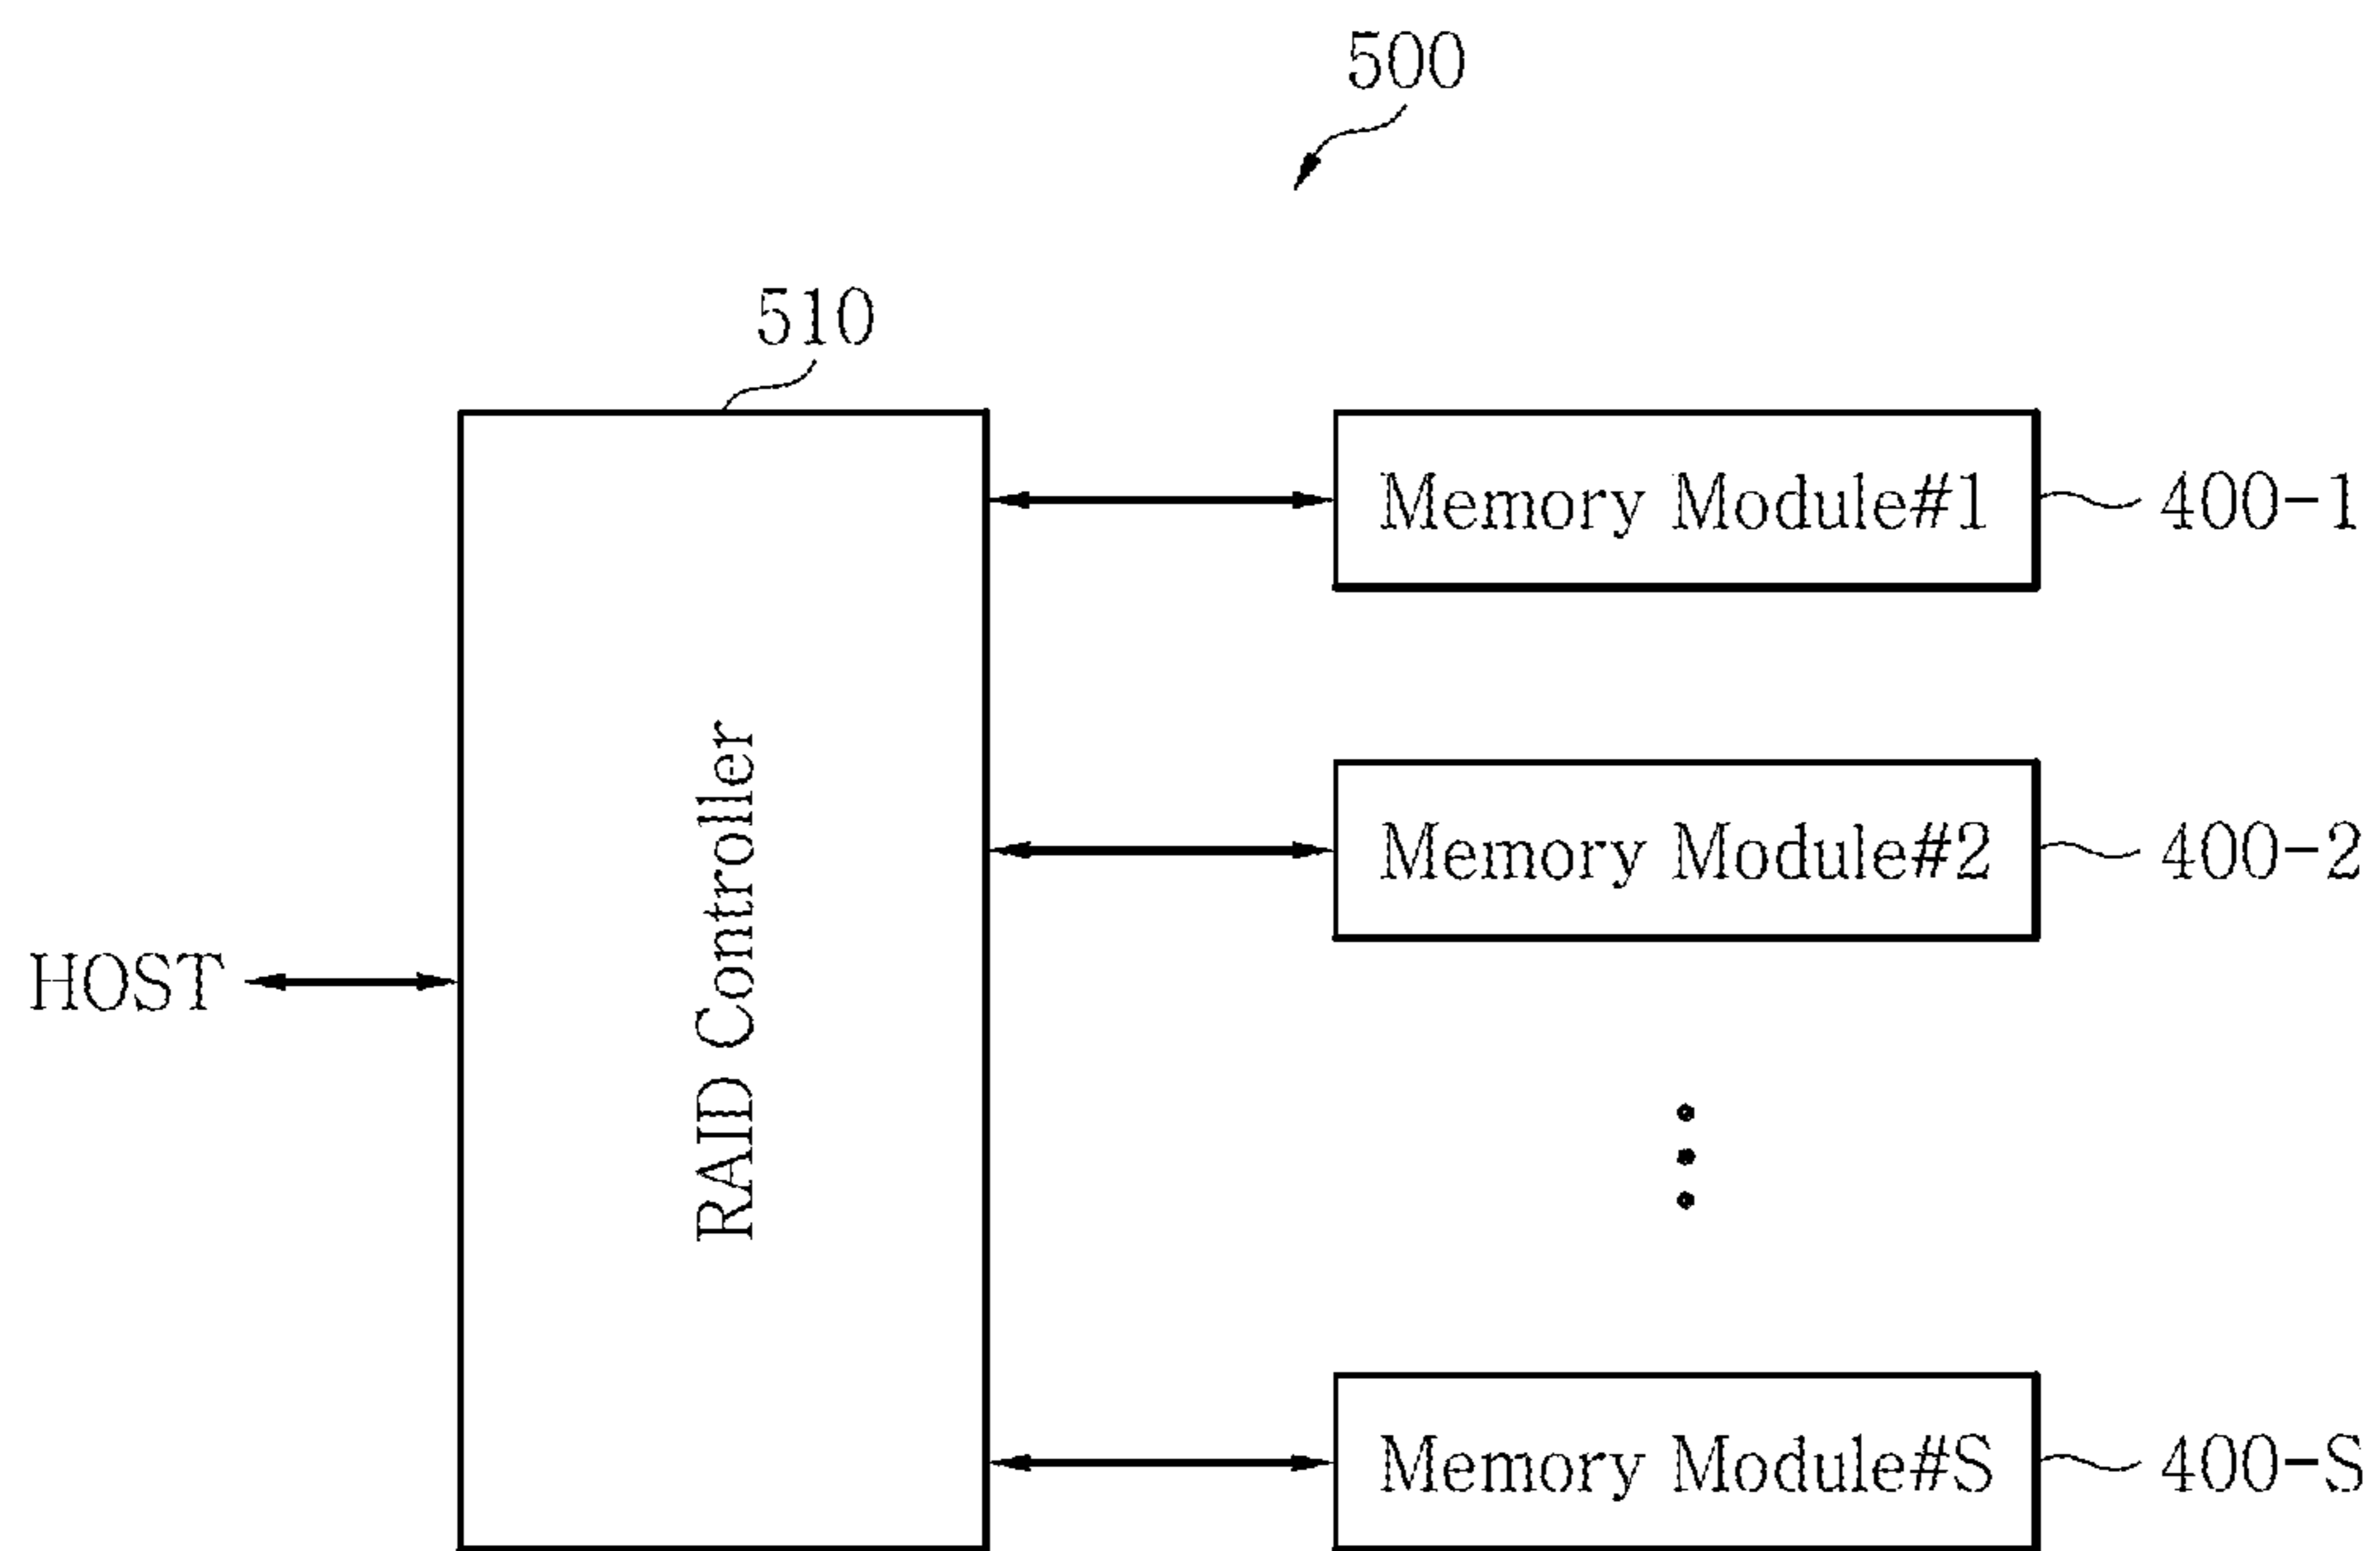 500
510
Memory Module#1
400-1
Memory Module#2
400-2
HOST
RAID Controller
Memory Module#S
400-S